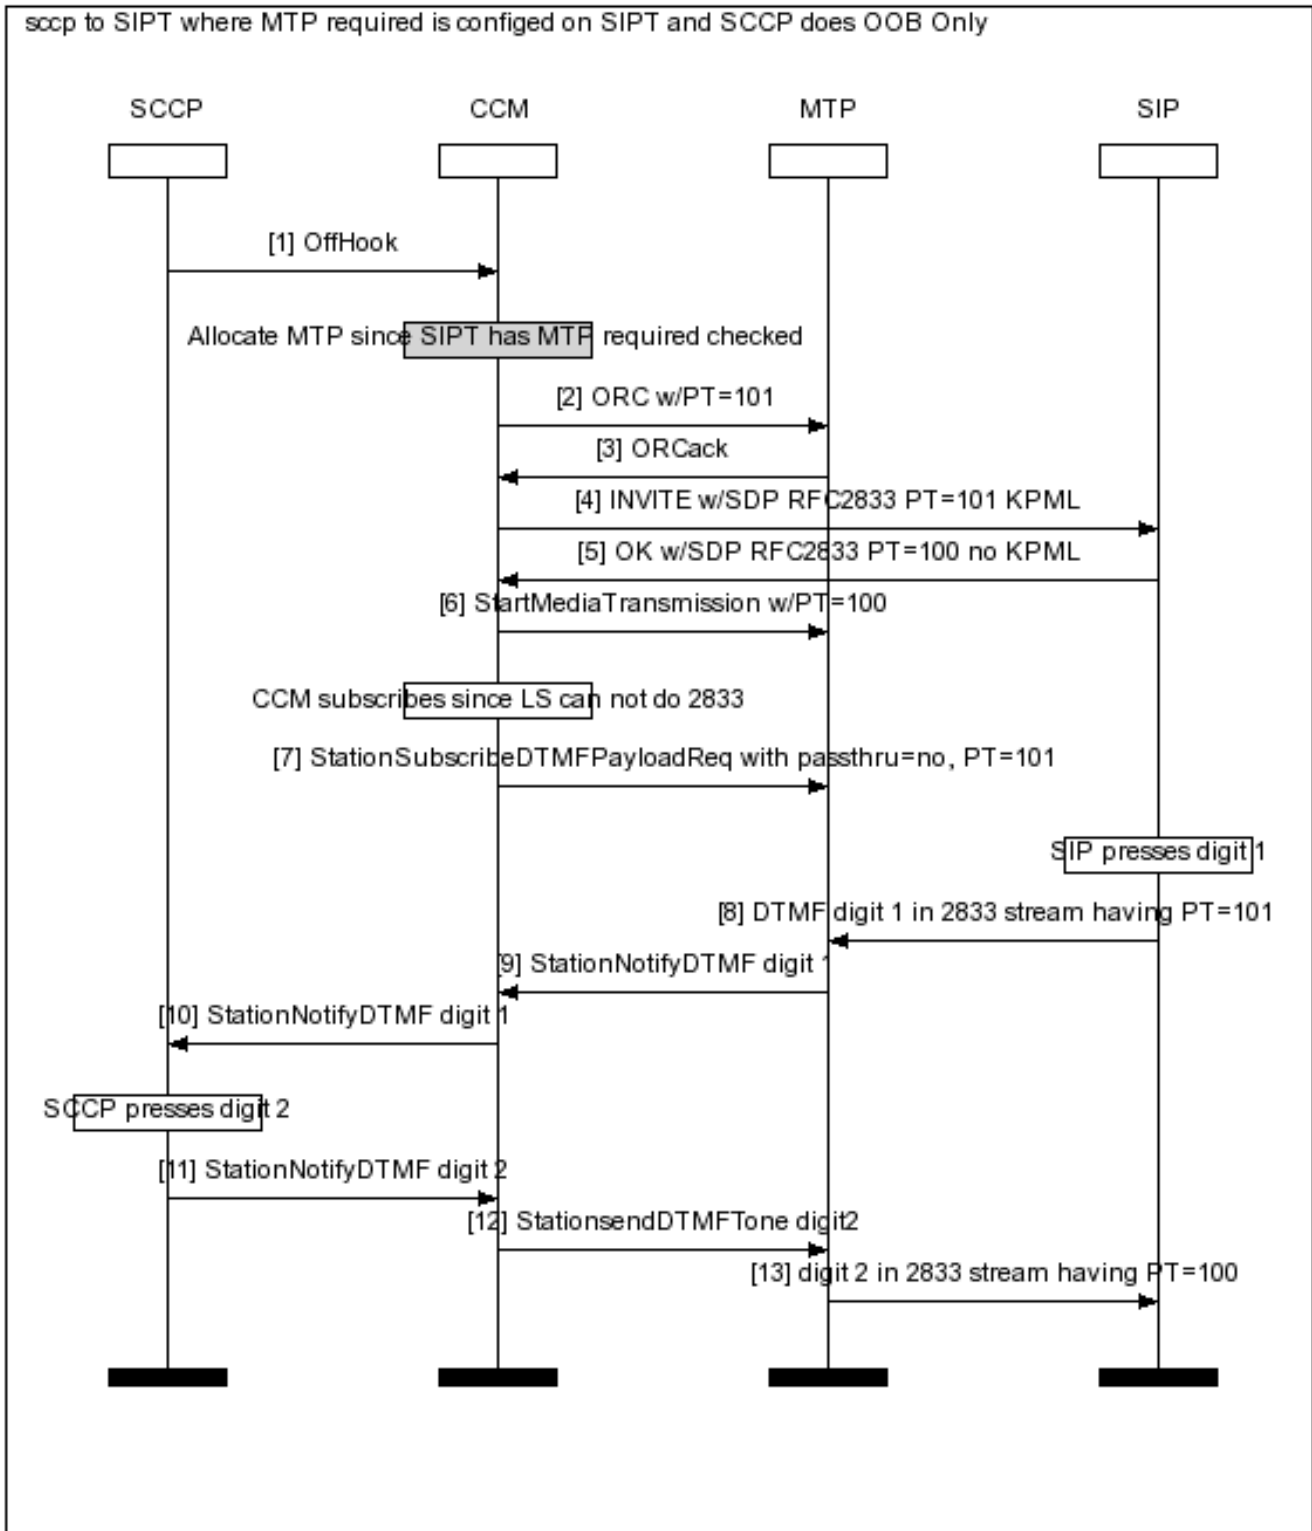 sccp to SIPT where MTP required is configed on SIPT and SCCP does OOB Only
SCCP CCM MTP SIP
[1] OffHook
Allocate MTP since SIPT has MTP required checked
[2] ORC w/PT=101
[3] ORCack
[4] INVITE w/SDP RFC2833 PT=101 KPML
[5] OK w/SDP RFC2833 PT=100 no KPML
[6] StartMediaTransmission w/PT=100
CCM subscribes since LS can not do 2833
[7] StationSubscribeDTMFPayloadReq with passthru=no, PT=101
SIP presses digit 1
[8] DTMF digit 1 in 2833 stream having PT=101
[9] StationNotifyDTMF digit 1
[10] StationNotifyDTMF digit 1
SCCP presses digit 2
[11] StationNotifyDTMF digit 2
[12] StationsendDTMFTone digit2
[13] digit 2 in 2833 stream having PT=100